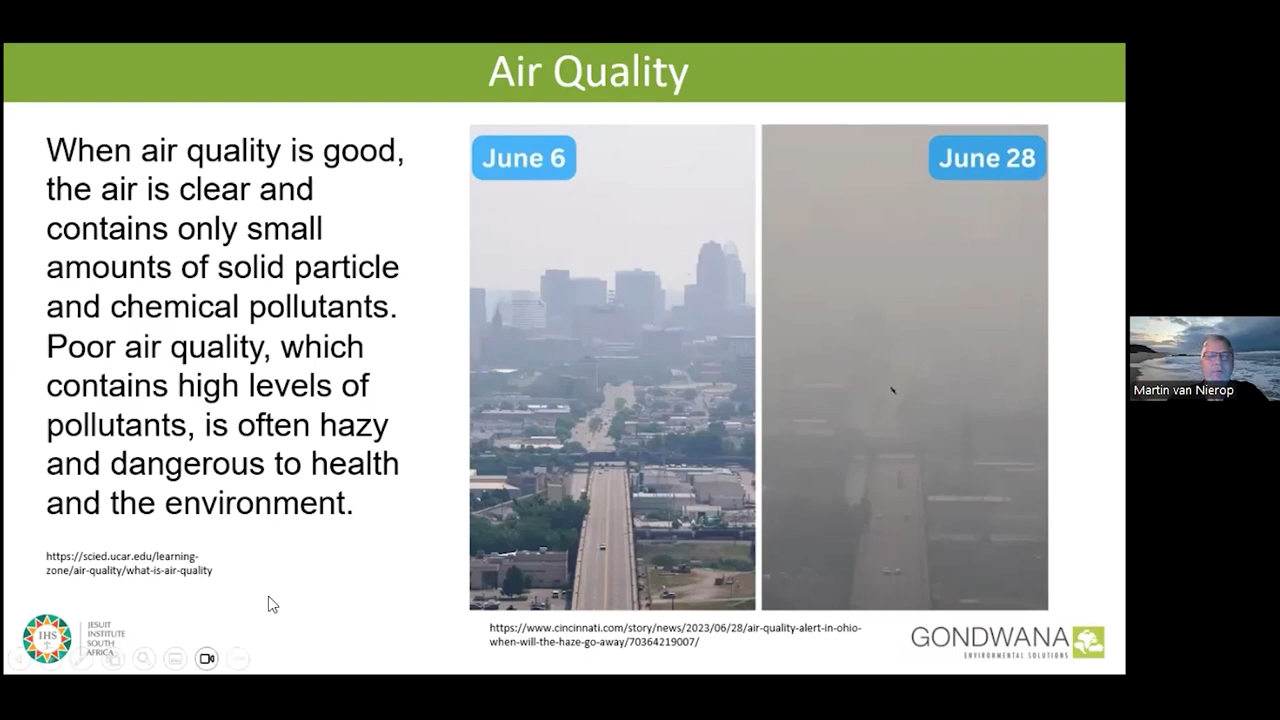 Air Quality
When air quality is good,
the air is clear and
contains only small
amounts of solid particle
and chemical pollutants.
Poor air quality, which
contains high levels of
pollutants, is often hazy
and dangerous to health
and the environment.
https://scied.ucar.edu/learning-
zone/air-quality/what-is-air-quality
June 6
June 28
https://www.cincinnati.com/story/news/2023/06/28/air-quality-alert-in-ohio-
when-will-the-haze-go-away/70364219007/
IHS
JESUIT
INSTITUTE
SOUTH
AFRICA
GONDWANA
ENVIRONMENTAL SOLUTIONS
Martin van Nierop